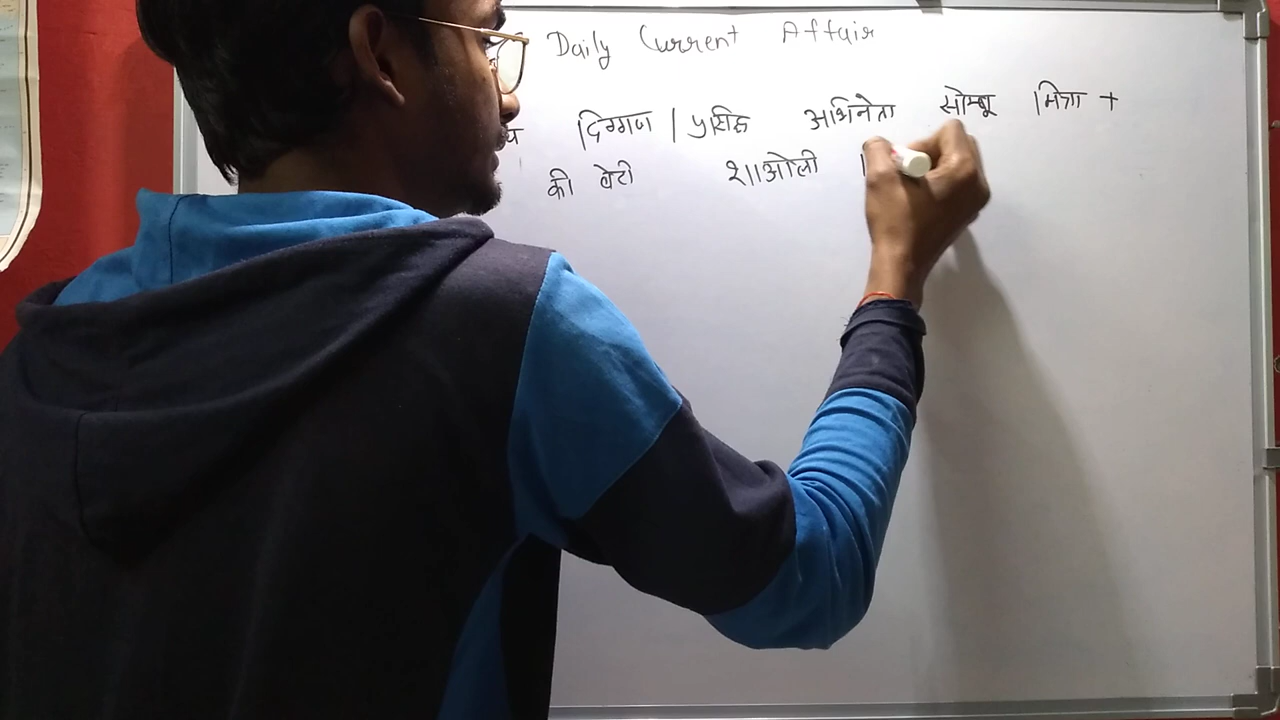 Daily Current Affair
दिग्गज / प्रसिद्ध अभिनेता सोम्भू मित्रा +
की बेटी शाओली